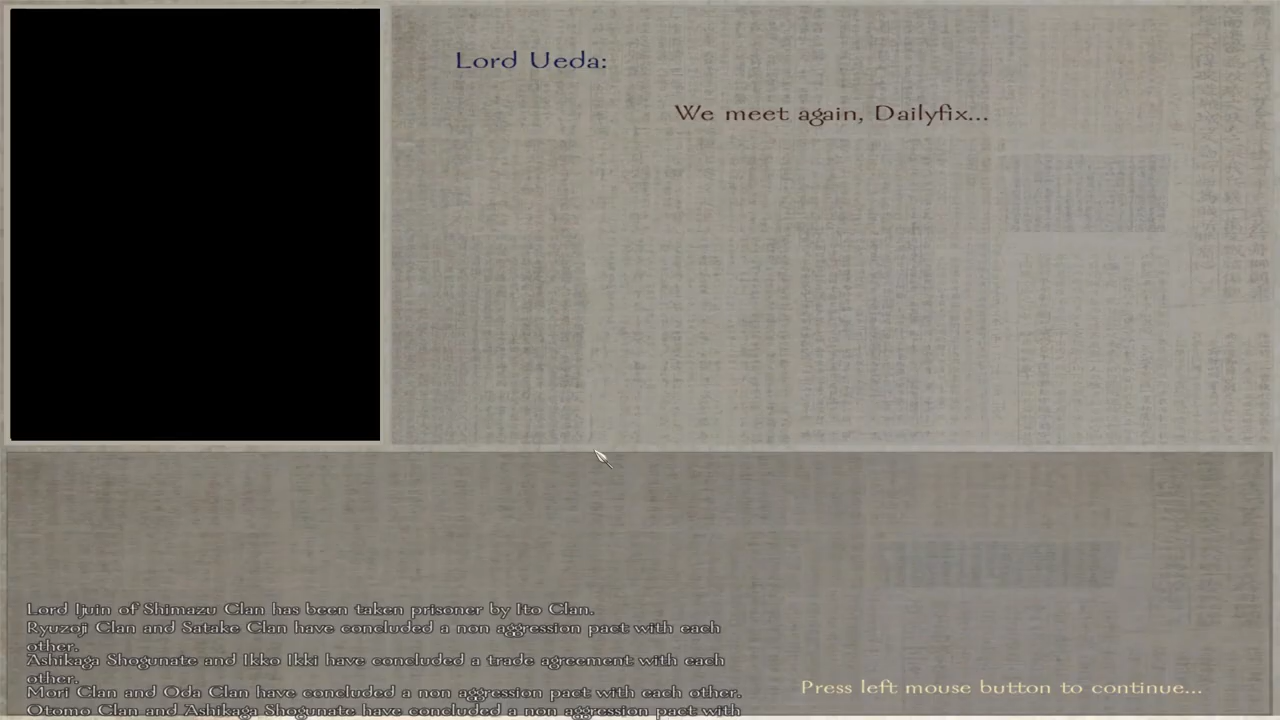 Lord Ueda:
We meet again, Dailyfix...
Lord Ijuin of Shimazu Clan has been taken prisoner by Ito Clan.
Ryuzoji Clan and Satake Clan have concluded a non aggression pact with each
other.
Ashikaga Shogunate and Ikko Ikki have concluded a trade agreement with each
other.
Mori Clan and Oda Clan have concluded a non aggression pact with each other.
Otomo Clan and Ashikaga Shogunate have concluded a non aggression pact with
Press left mouse button to continue...